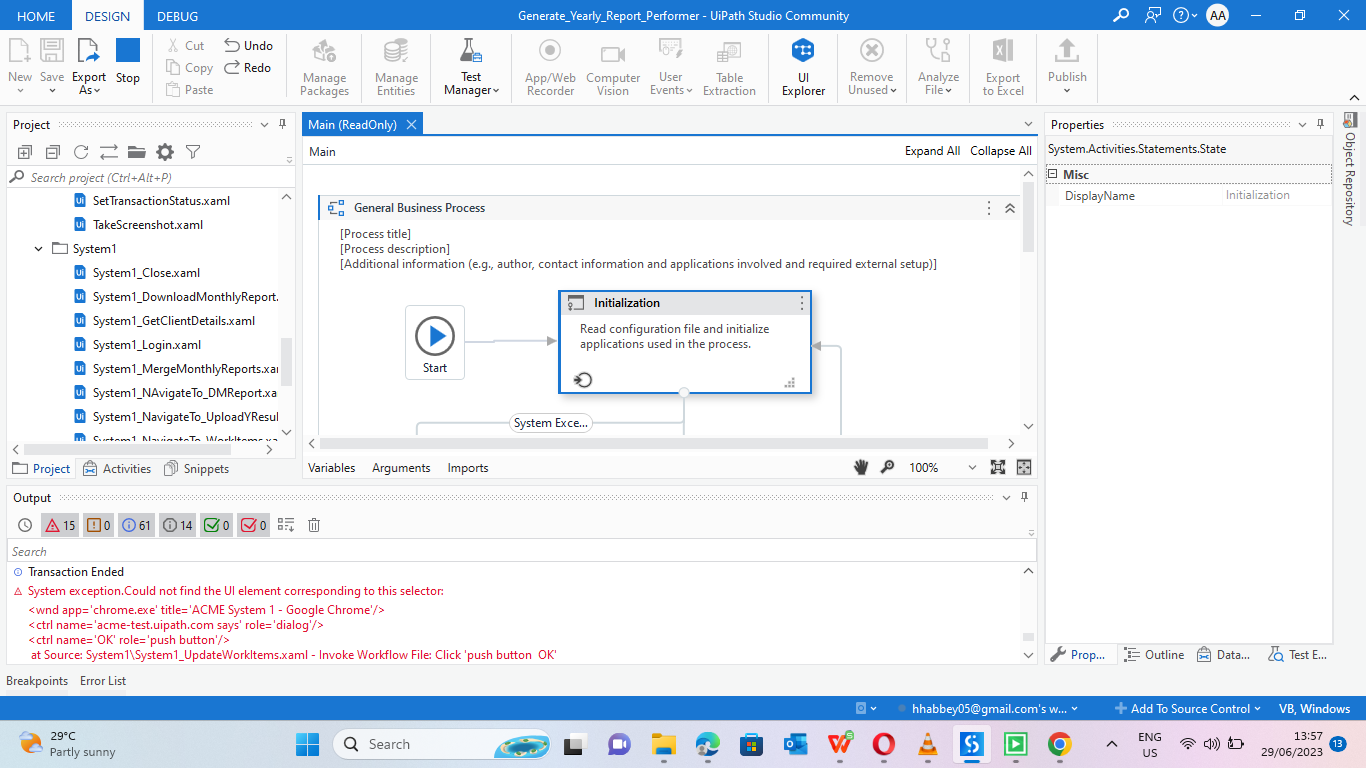 HOME DESIGN DEBUG Generate_Yearly_Report_Performer - UiPath Studio Community AA
New Save Export As Stop
Cut Copy Paste
Undo Redo
Manage Packages
Manage Entities
Test Manager
App/Web Recorder
Computer Vision
User Events
Table Extraction
UI Explorer
Remove Unused
Analyze File
Export to Excel
Publish
Project
Search project (Ctrl+Alt+P)
SetTransactionStatus.xaml
TakeScreenshot.xaml
System1
System1_Close.xaml
System1_DownloadMonthlyReport.
System1_GetClientDetails.xaml
System1_Login.xaml
System1_MergeMonthlyReports.xa
System1_NAvigateTo_DMReport.xa
System1_NavigateTo_UploadYResul
System1_NavigateTo_WorkItems.xa
Project Activities Snippets
Main (ReadOnly)
Main Expand All Collapse All
General Business Process
[Process title]
[Process description]
[Additional information (e.g., author, contact information and applications involved and required external setup)]
Start
Initialization
Read configuration file and initialize
applications used in the process.
System Exce...
Variables Arguments Imports 100%
Properties
System.Activities.Statements.State
Misc
DisplayName Initialization
Prop... Outline Data... Test E...
Object Repository
Output
15 0 61 14 0 0
Search
Transaction Ended
System exception.Could not find the UI element corresponding to this selector:
<wnd app='chrome.exe' title='ACME System 1 - Google Chrome'/>
<ctrl name='acme-test.uipath.com says' role='dialog'/>
<ctrl name='OK' role='push button'/>
at Source: System1\System1_UpdateWorkItems.xaml - Invoke Workflow File: Click 'push button  OK'
Breakpoints Error List
hhabbey05@gmail.com's w... Add To Source Control VB, Windows
29°C
Partly sunny
Search
ENG
US
13:57
29/06/2023
13